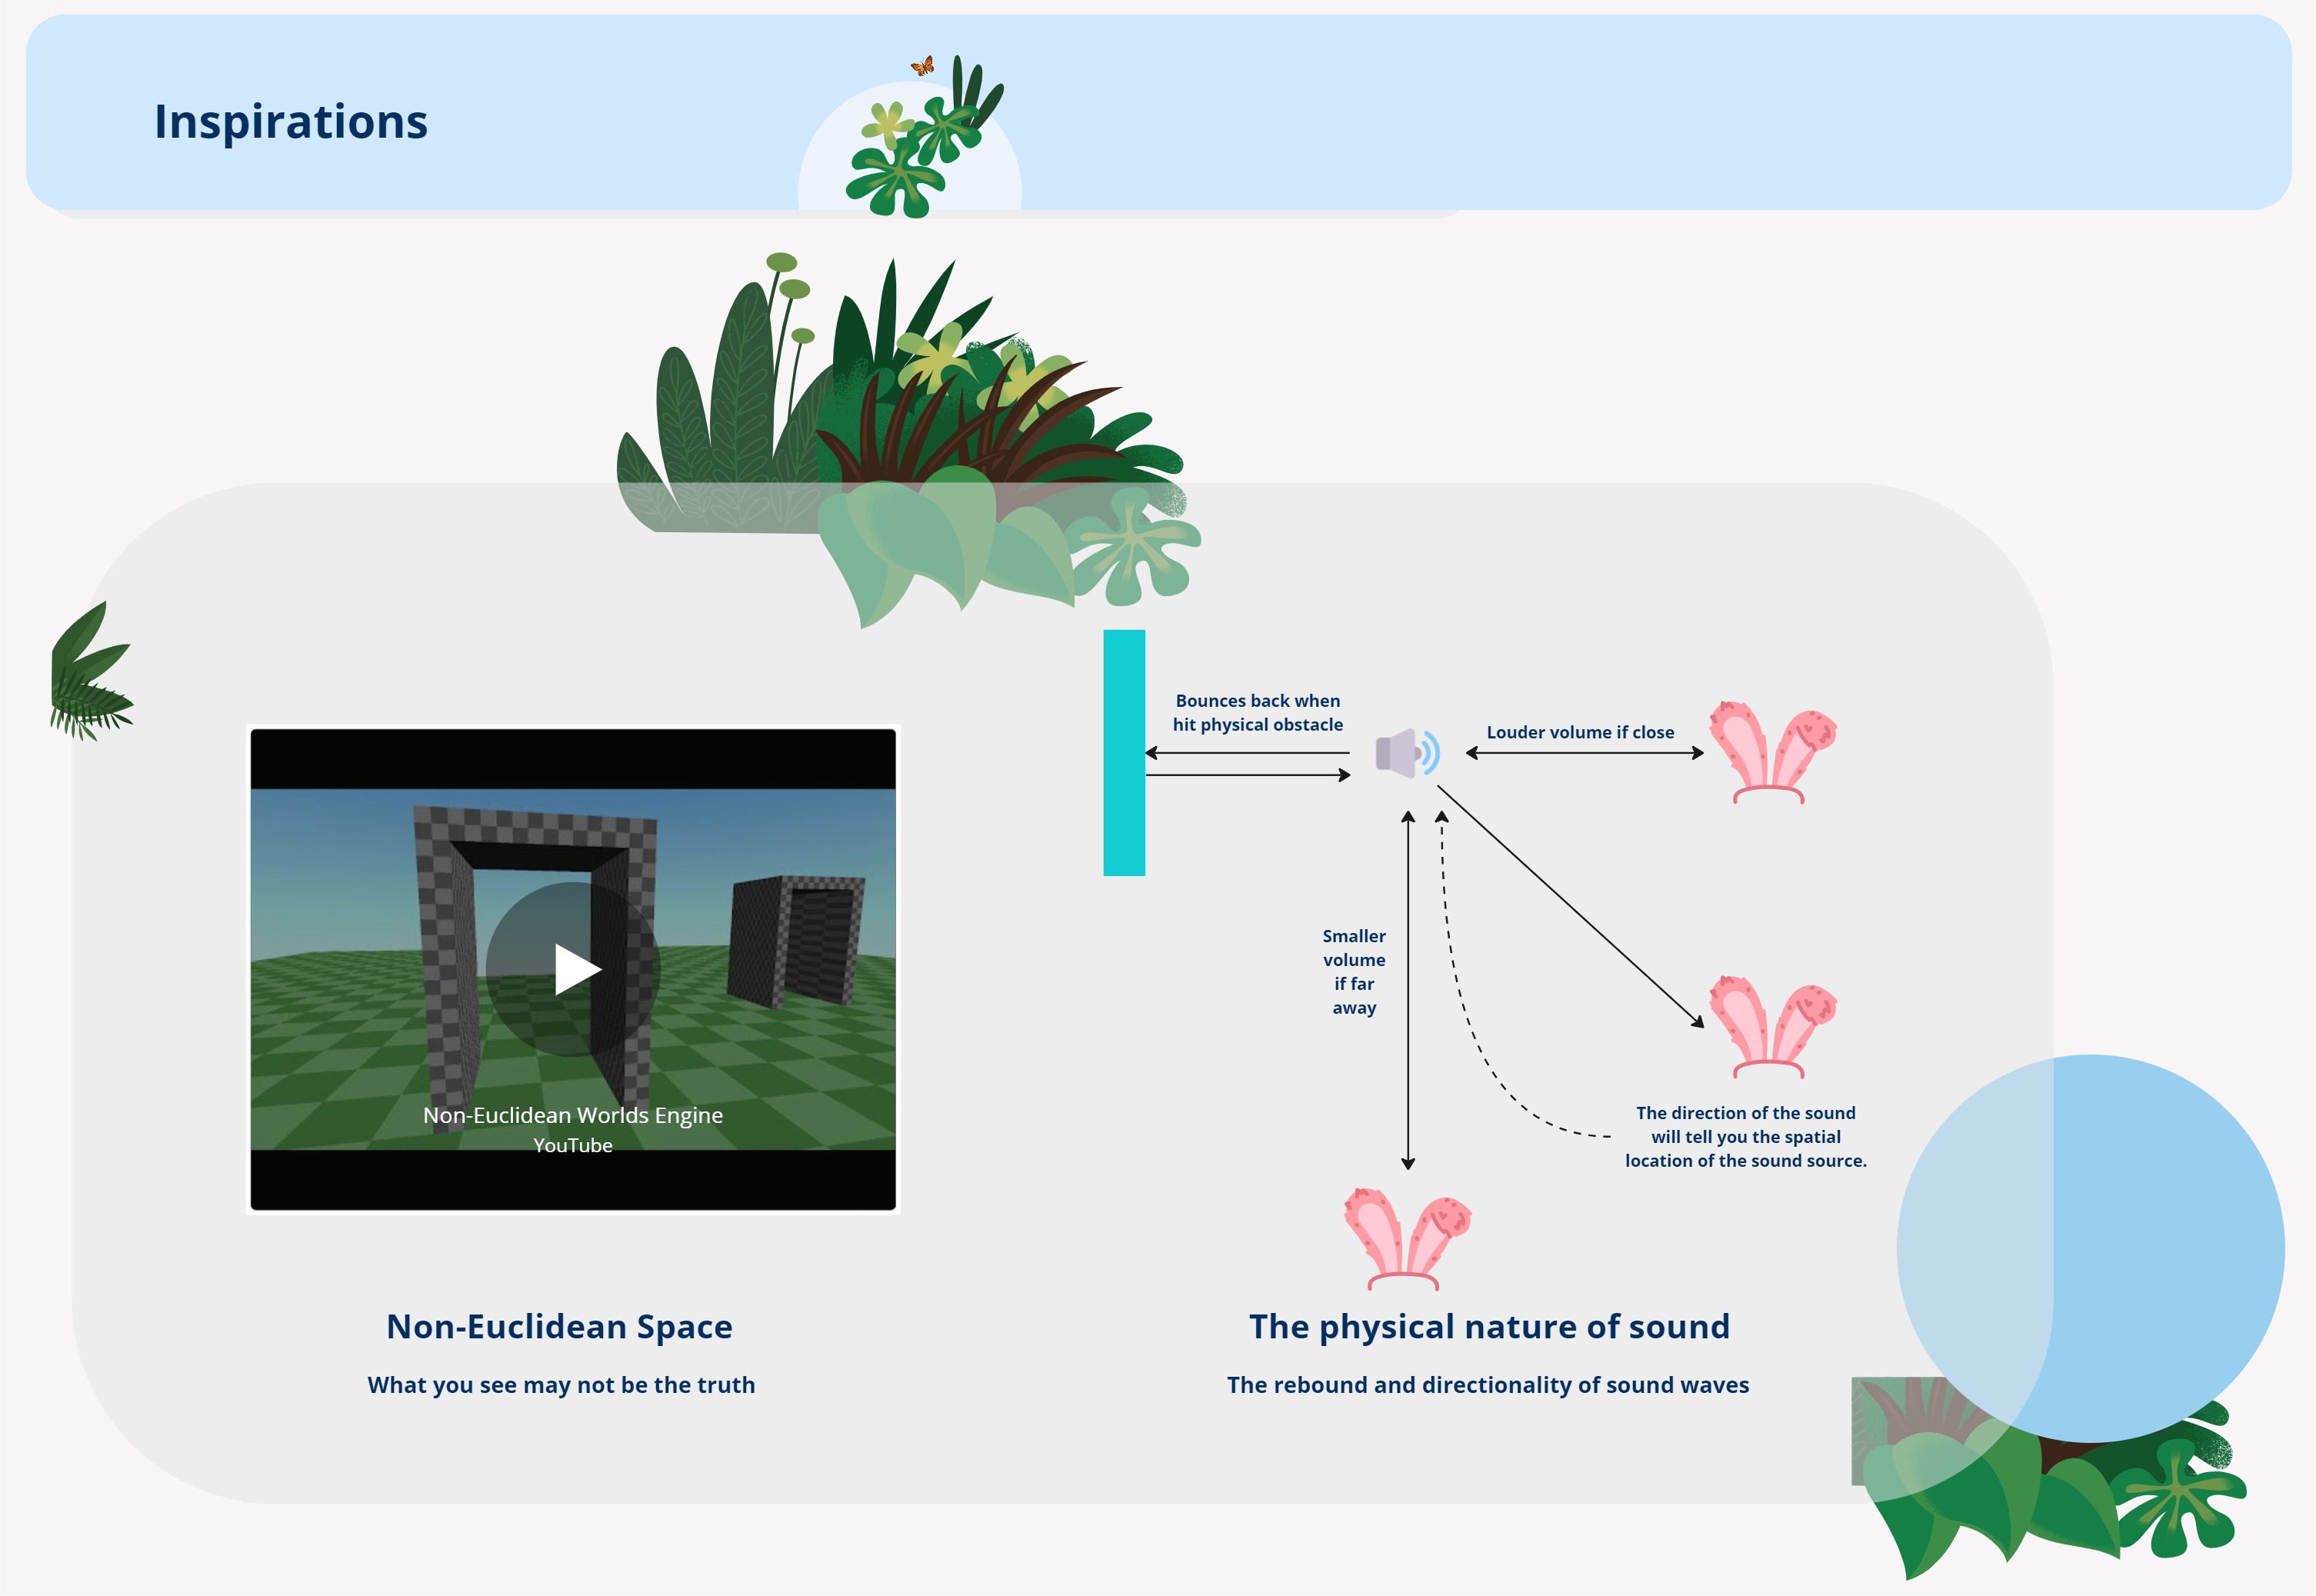 Inspirations
Non-Euclidean Worlds Engine
YouTube
Non-Euclidean Space
What you see may not be the truth
Bounces back when
hit physical obstacle
Louder volume if close
Smaller
volume
if far
away
The direction of the sound
will tell you the spatial
location of the sound source.
The physical nature of sound
The rebound and directionality of sound waves